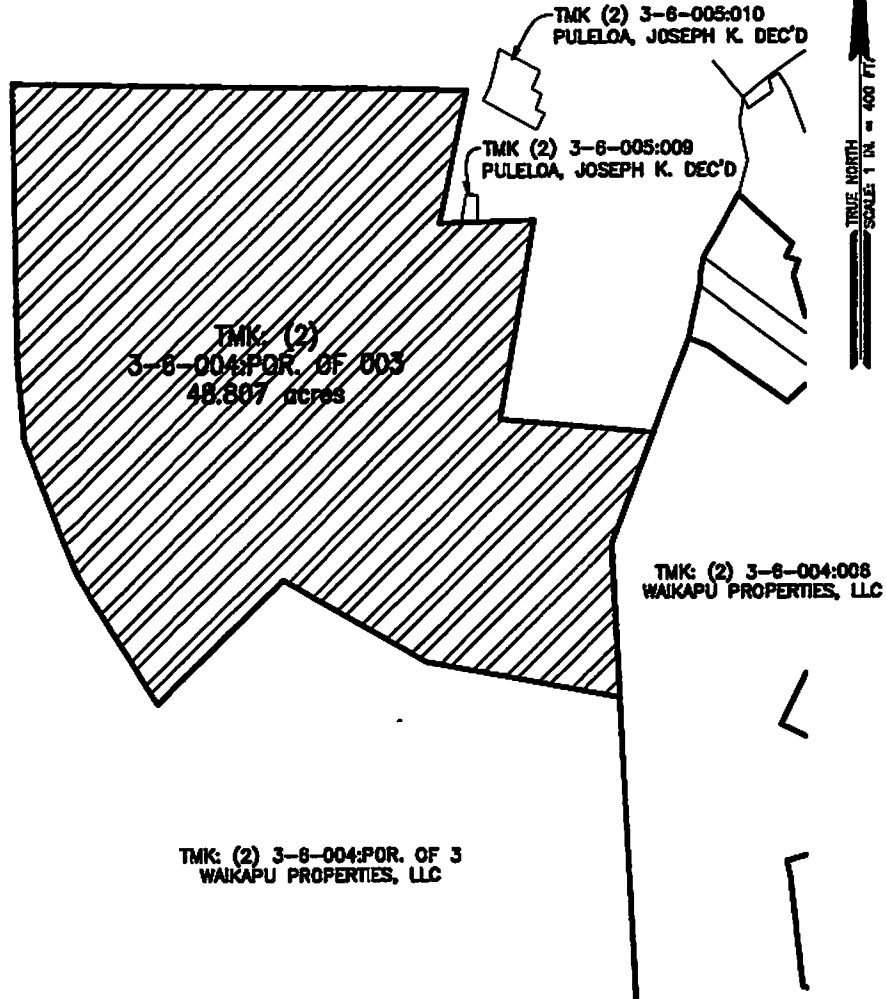 TMK (2) 3-6-005:010
PULELOA, JOSEPH K. DEC'D
TMK (2) 3-6-005:009
PULELOA, JOSEPH K. DEC'D
TRUE NORTH
SCALE: 1 IN. = 400 FT.
TMK: (2)
3-6-004:POR. OF 003
48.807 acres
TMK: (2) 3-6-004:008
WAIKAPU PROPERTIES, LLC
TMK: (2) 3-6-004:POR. OF 3
WAIKAPU PROPERTIES, LLC